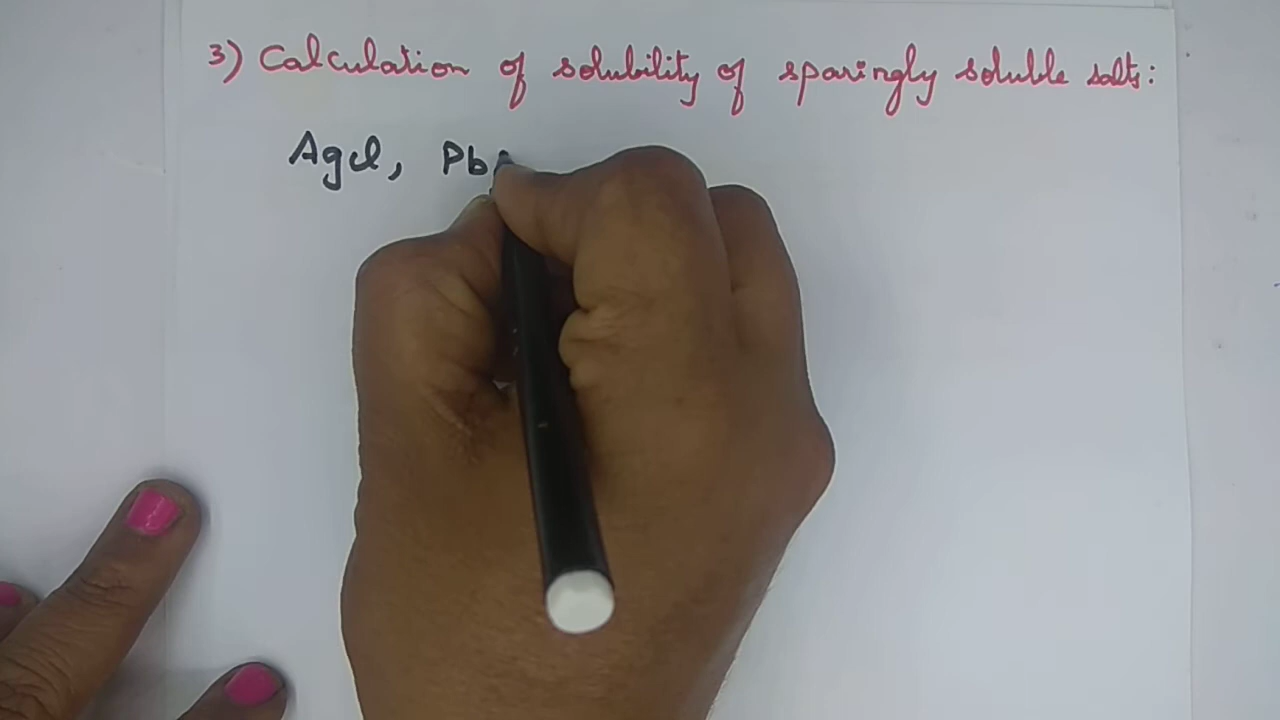 3) Calculation of solubility of sparingly soluble salts:
Agcl, Pb